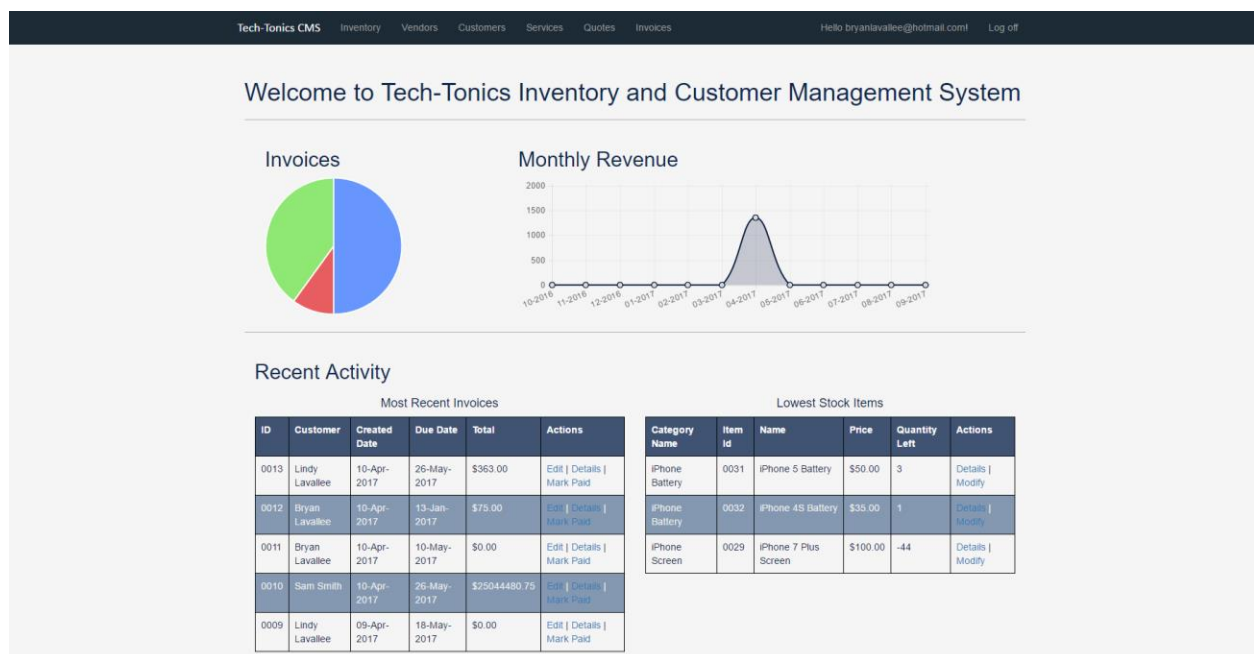 Tech-Tonics CMS Inventory Vendors Customers Services Quotes Invoices Hello bryanlavallee@hotmail.com! Log off
Welcome to Tech-Tonics Inventory and Customer Management System
Invoices
Monthly Revenue
2000
1500
1000
500
0
10-2016 11-2016 12-2016 01-2017 02-2017 03-2017 04-2017 05-2017 06-2017 07-2017 08-2017 09-2017
Recent Activity
Most Recent Invoices
ID Customer Created Due Date Total Actions
Date
0013 Lindy 10-Apr- 26-May- $363.00 Edit | Details |
Lavallee 2017 2017 Mark Paid
0012 Bryan 10-Apr- 13-Jan- $75.00 Edit | Details |
Lavallee 2017 2017 Mark Paid
0011 Bryan 10-Apr- 10-May- $0.00 Edit | Details |
Lavallee 2017 2017 Mark Paid
0010 Sam Smith 10-Apr- 26-May- $25044480.75 Edit | Details |
2017 2017 Mark Paid
0009 Lindy 09-Apr- 18-May- $0.00 Edit | Details |
Lavallee 2017 2017 Mark Paid
Lowest Stock Items
Category Item Name Price Quantity Actions
Name Id Left
iPhone 0031 iPhone 5 Battery $50.00 3 Details |
Battery Modify
iPhone 0032 iPhone 4S Battery $35.00 1 Details |
Battery Modify
iPhone 0029 iPhone 7 Plus $100.00 -44 Details |
Screen Screen Modify